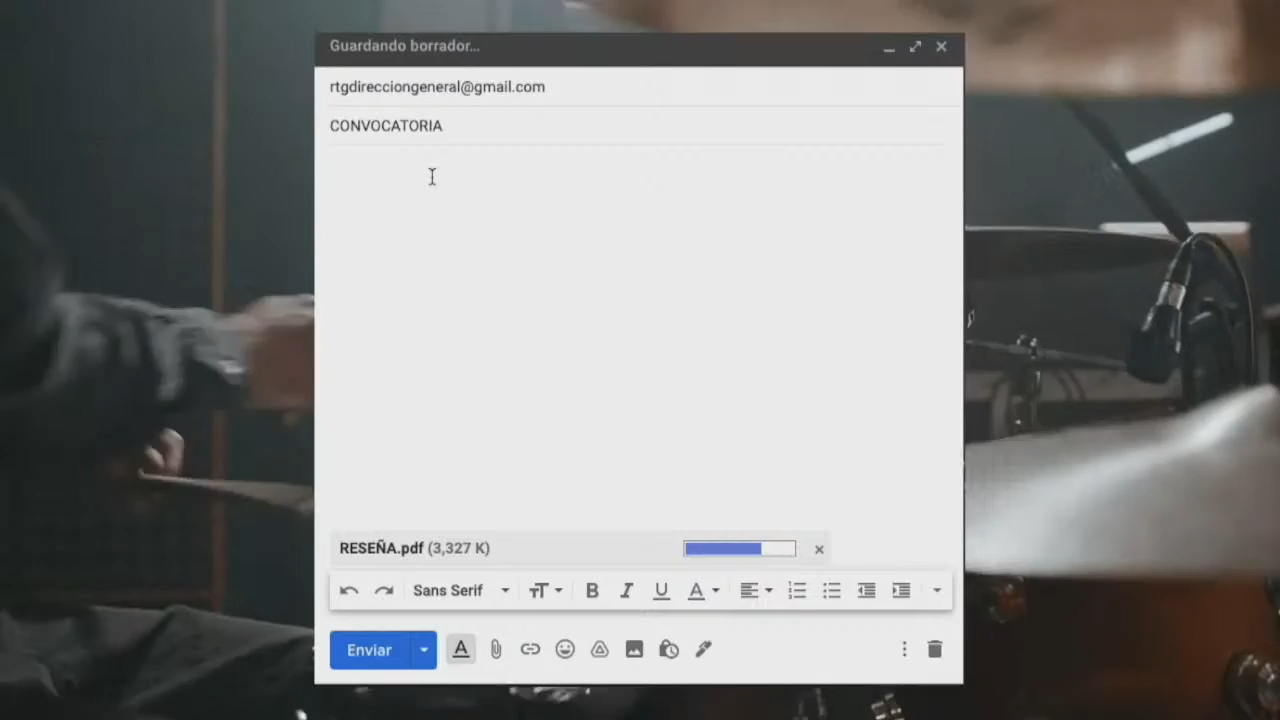 Guardando borrador...
rtgdirecciongeneral@gmail.com
CONVOCATORIA
RESEÑA.pdf (3,327 K)
Sans Serif
Enviar